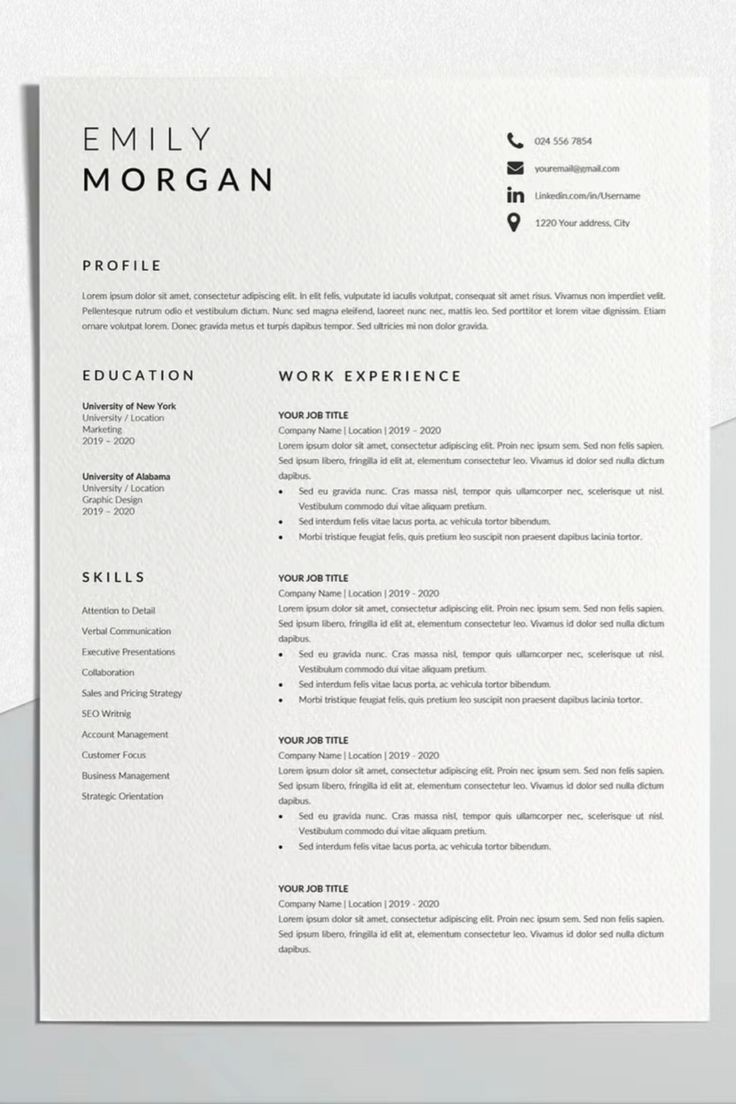 EMILY
MORGAN
024 556 7854
youremail@gmail.com
Linkedin.com/in/Username
1220 Your address, City
PROFILE
Lorem ipsum dolor sit amet, consectetur adipiscing elit. In elit felis, vulputate id iaculis volutpat, consequat sit amet risus. Vivamus non imperdiet velit.
Pellentesque rutrum odio et vestibulum dictum. Nunc sed magna eleifend, laoreet nunc nec, mattis leo. Sed porttitor et lorem vitae dignissim. Etiam
ornare volutpat lorem. Donec gravida metus et turpis dapibus tempor. Sed ultricies mi non dolor gravida.
EDUCATION
University of New York
University / Location
Marketing
2019 – 2020
University of Alabama
University / Location
Graphic Design
2019 – 2020
SKILLS
Attention to Detail
Verbal Communication
Executive Presentations
Collaboration
Sales and Pricing Strategy
SEO Writnig
Account Management
Customer Focus
Business Management
Strategic Orientation
WORK EXPERIENCE
YOUR JOB TITLE
Company Name | Location | 2019 – 2020
Lorem ipsum dolor sit amet, consectetur adipiscing elit. Proin nec ipsum sem. Sed non felis sapien.
Sed ipsum libero, fringilla id elit at, elementum consectetur leo. Vivamus id dolor sed nulla dictum
dapibus.
• Sed eu gravida nunc. Cras massa nisl, tempor quis ullamcorper nec, scelerisque ut nisl.
Vestibulum commodo dui vitae aliquam pretium.
• Sed interdum felis vitae lacus porta, ac vehicula tortor bibendum.
• Morbi tristique feugiat felis, quis pretium leo suscipit non praesent dapibus lacinia tortor.
YOUR JOB TITLE
Company Name | Location | 2019 - 2020
Lorem ipsum dolor sit amet, consectetur adipiscing elit. Proin nec ipsum sem. Sed non felis sapien.
Sed ipsum libero, fringilla id elit at, elementum consectetur leo. Vivamus id dolor sed nulla dictum
dapibus.
• Sed eu gravida nunc. Cras massa nisl, tempor quis ullamcorper nec, scelerisque ut nisl.
Vestibulum commodo dui vitae aliquam pretium.
• Sed interdum felis vitae lacus porta, ac vehicula tortor bibendum.
• Morbi tristique feugiat felis, quis pretium leo suscipit non praesent dapibus lacinia tortor.
YOUR JOB TITLE
Company Name | Location | 2019 - 2020
Lorem ipsum dolor sit amet, consectetur adipiscing elit. Proin nec ipsum sem. Sed non felis sapien.
Sed ipsum libero, fringilla id elit at, elementum consectetur leo. Vivamus id dolor sed nulla dictum
dapibus.
• Sed eu gravida nunc. Cras massa nisl, tempor quis ullamcorper nec, scelerisque ut nisl.
Vestibulum commodo dui vitae aliquam pretium.
• Sed interdum felis vitae lacus porta, ac vehicula tortor bibendum.
YOUR JOB TITLE
Company Name | Location | 2019 - 2020
Lorem ipsum dolor sit amet, consectetur adipiscing elit. Proin nec ipsum sem. Sed non felis sapien.
Sed ipsum libero, fringilla id elit at, elementum consectetur leo. Vivamus id dolor sed nulla dictum
dapibus.